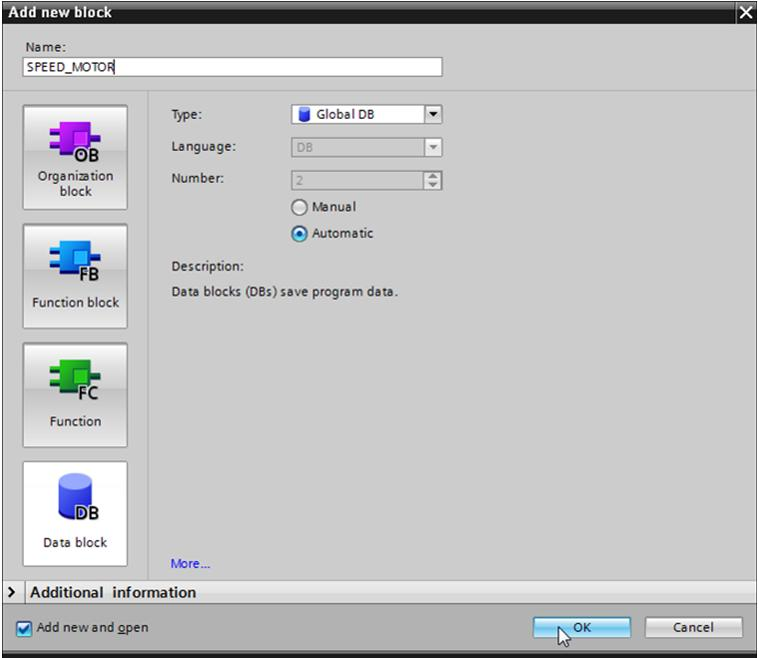 Add new block
Name:
SPEED_MOTOR
OB
Organization
block
FB
Function block
FC
Function
DB
Data block
Type:
Global DB
Language:
DB
Number:
2
Manual
Automatic
Description:
Data blocks (DBs) save program data.
More...
Additional information
Add new and open
OK
Cancel